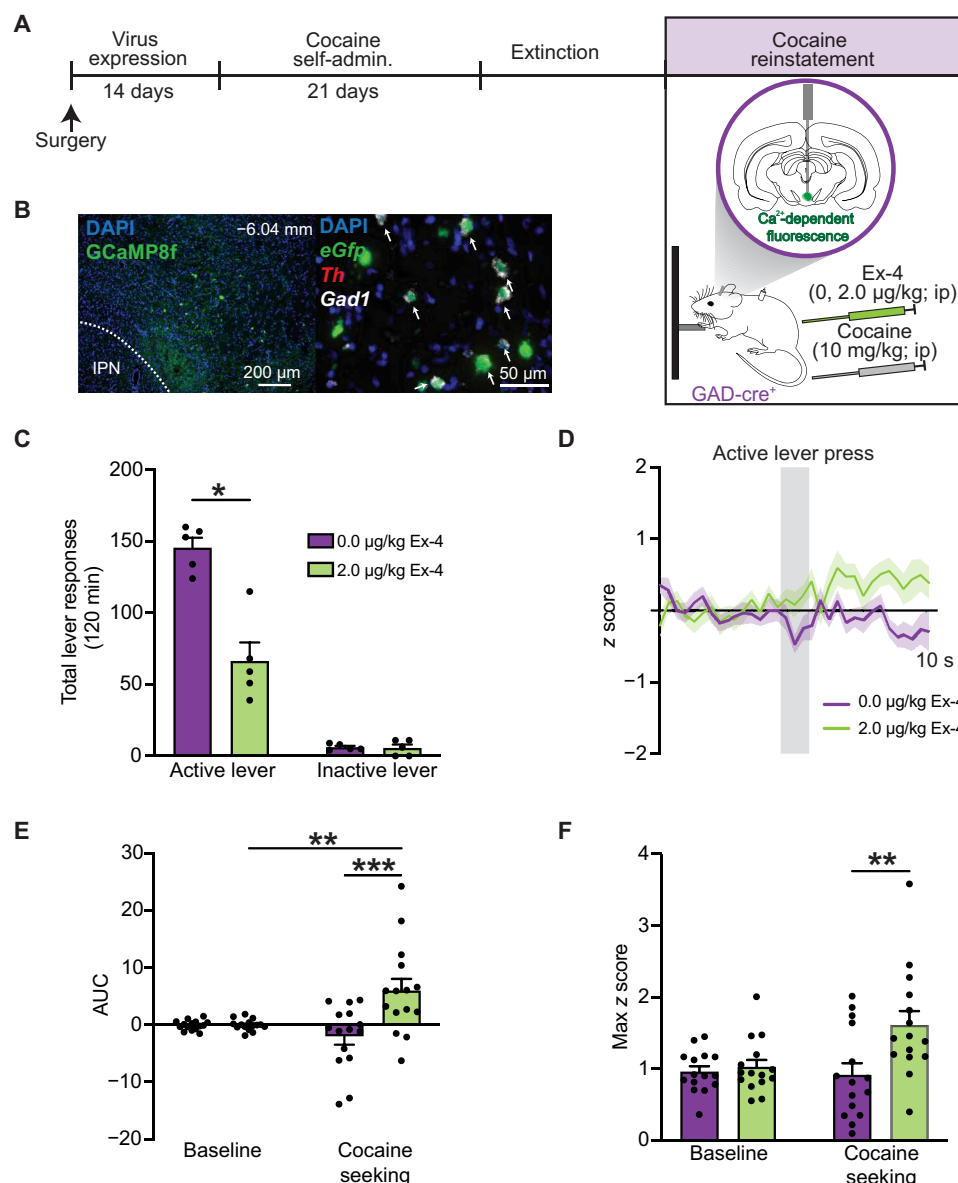 A
Virus
expression
14 days
Cocaine
self-admin.
21 days
Extinction
Cocaine
reinstatement
Surgery
Ca2+-dependent
fluorescence
Ex-4
(0, 2.0 µg/kg; ip)
Cocaine
(10 mg/kg; ip)
GAD-cre+
B
DAPI
GCaMP8f
−6.04 mm
IPN
200 µm
DAPI
eGfp
Th
Gad1
50 µm
C
Total lever responses
(120 min)
200
150
100
50
0
*
0.0 µg/kg Ex-4
2.0 µg/kg Ex-4
Active lever
Inactive lever
D
Active lever press
z score
2
1
0
−1
−2
10 s
0.0 µg/kg Ex-4
2.0 µg/kg Ex-4
E
AUC
30
20
10
0
−10
−20
**
***
Baseline
Cocaine
seeking
F
Max z score
4
3
2
1
0
**
Baseline
Cocaine
seeking